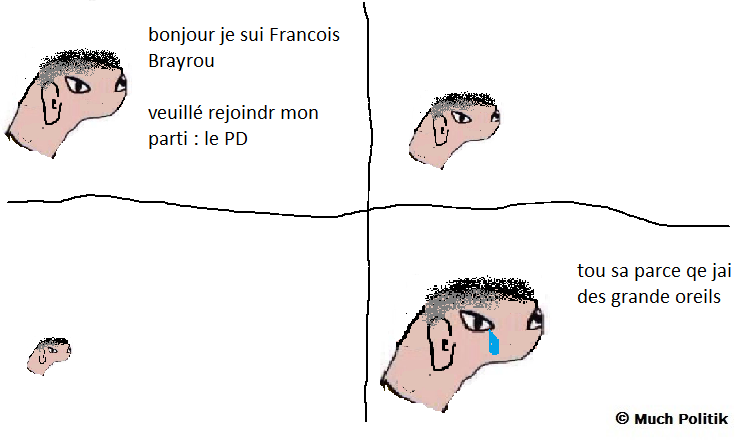 bonjour je sui Francois
Brayrou
veuillé rejoindr mon
parti : le PD
tou sa parce qe jai
des grande oreils
© Much Politik